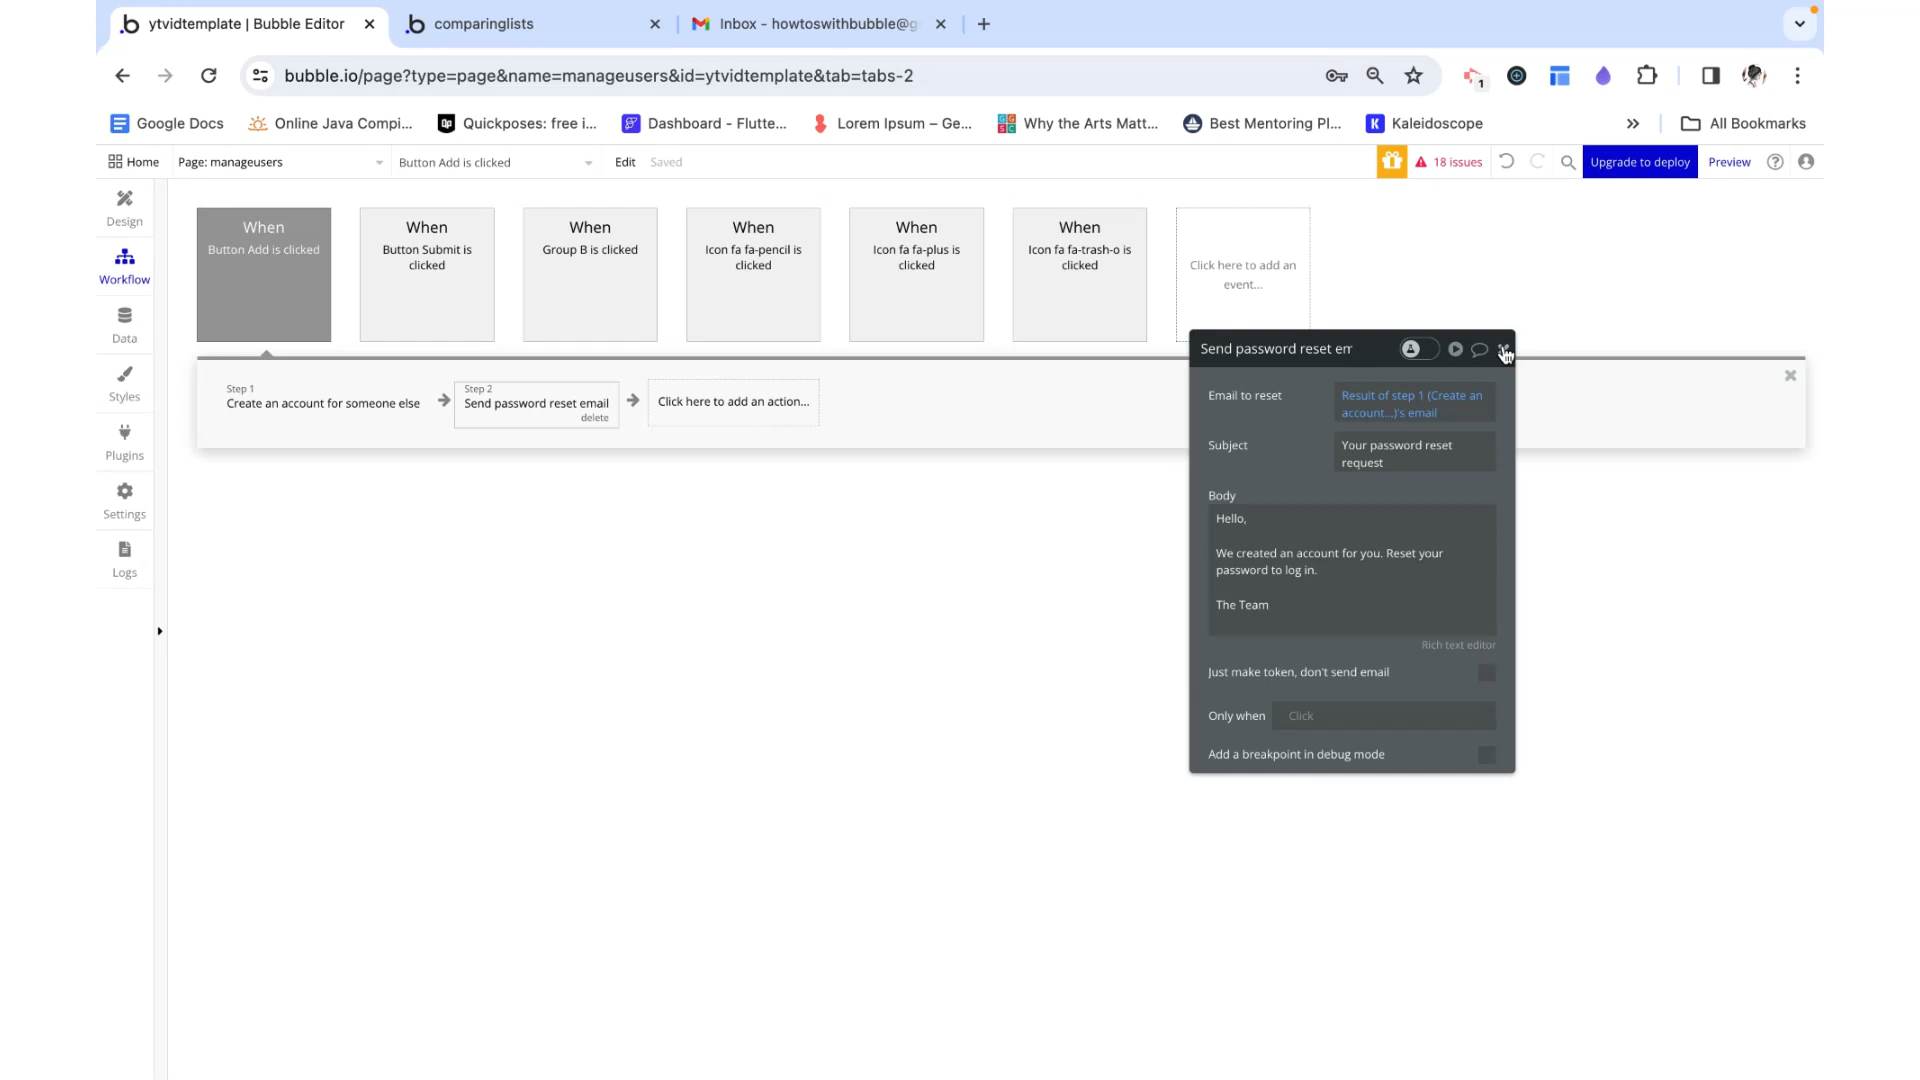 ytvidtemplate | Bubble Editor
comparinglists
Inbox - howtoswithbubble@g
bubble.io/page?type=page&name=manageusers&id=ytvidtemplate&tab=tabs-2
1
Google Docs
Online Java Compi...
Quickposes: free i...
Dashboard - Flutte...
Lorem Ipsum – Ge...
Why the Arts Matt...
Best Mentoring Pl...
Kaleidoscope
All Bookmarks
Home
Page: manageusers
Button Add is clicked
Edit
Saved
18 issues
Upgrade to deploy
Preview
Design
Workflow
Data
Styles
Plugins
Settings
Logs
When
Button Add is clicked
When
Button Submit is
clicked
When
Group B is clicked
When
Icon fa fa-pencil is
clicked
When
Icon fa fa-plus is
clicked
When
Icon fa fa-trash-o is
clicked
Click here to add an
event...
Step 1
Create an account for someone else
Step 2
Send password reset email
delete
Click here to add an action...
Send password reset em
Email to reset
Result of step 1 (Create an
account...)'s email
Subject
Your password reset
request
Body
Hello,
We created an account for you. Reset your
password to log in.
The Team
Rich text editor
Just make token, don't send email
Only when
Click
Add a breakpoint in debug mode